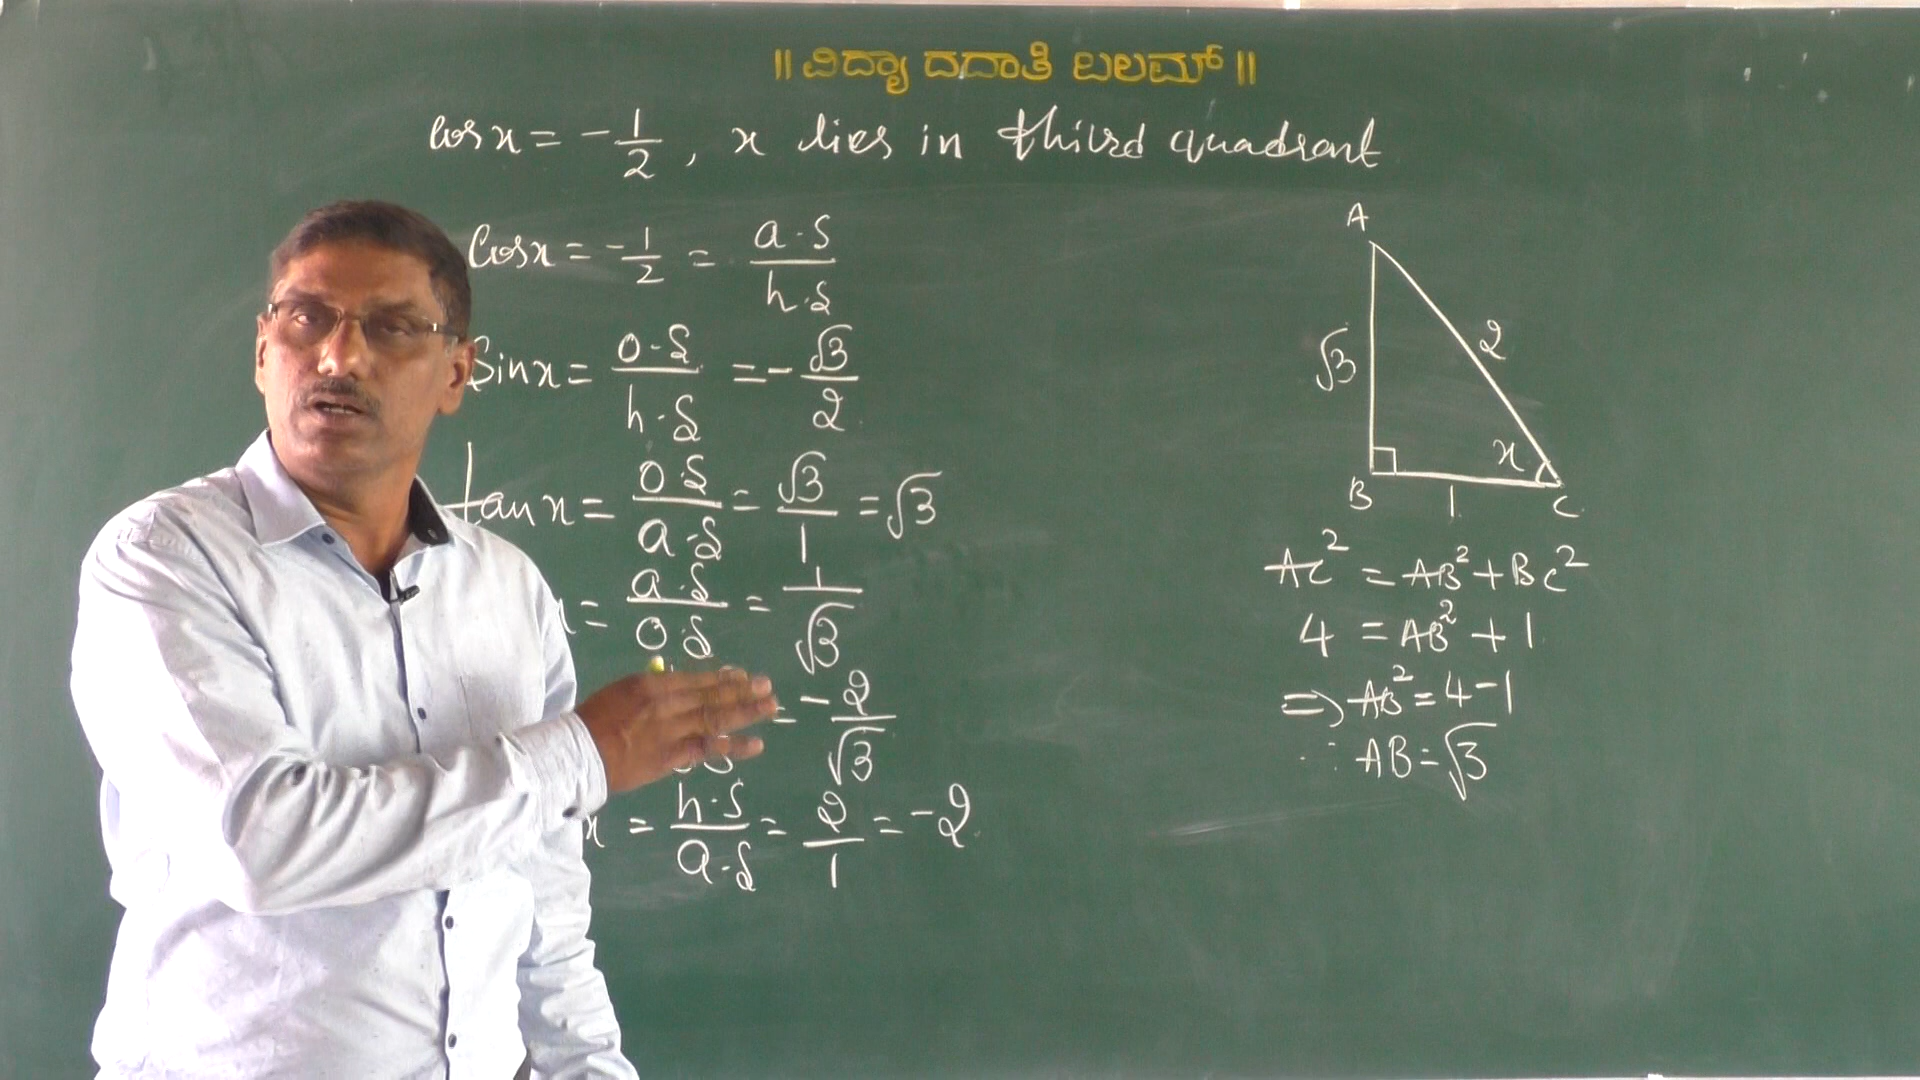 ॥ ವಿದ್ಯಾ ದದಾತಿ ಬಲಮ್ ॥
cos x = -1/2, x lies in third quadrant
Cos x = -1/2 = a.s/h.s
Sin x = o.s/h.s = -√3/2
tan x = o.s/a.s = √3/1 = √3
= a.s/o.s = 1/√3
= -2/√3
x = h.s/a.s = 2/1 = -2
A
√3
2
x
B
1
C
AC² = AB² + BC²
4 = AB² + 1
⇒ AB² = 4-1
∴ AB = √3